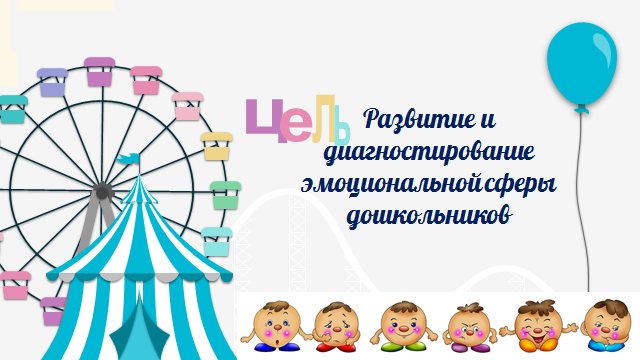 Цель
Развитие и
диагностирование
эмоциональной сферы
дошкольников